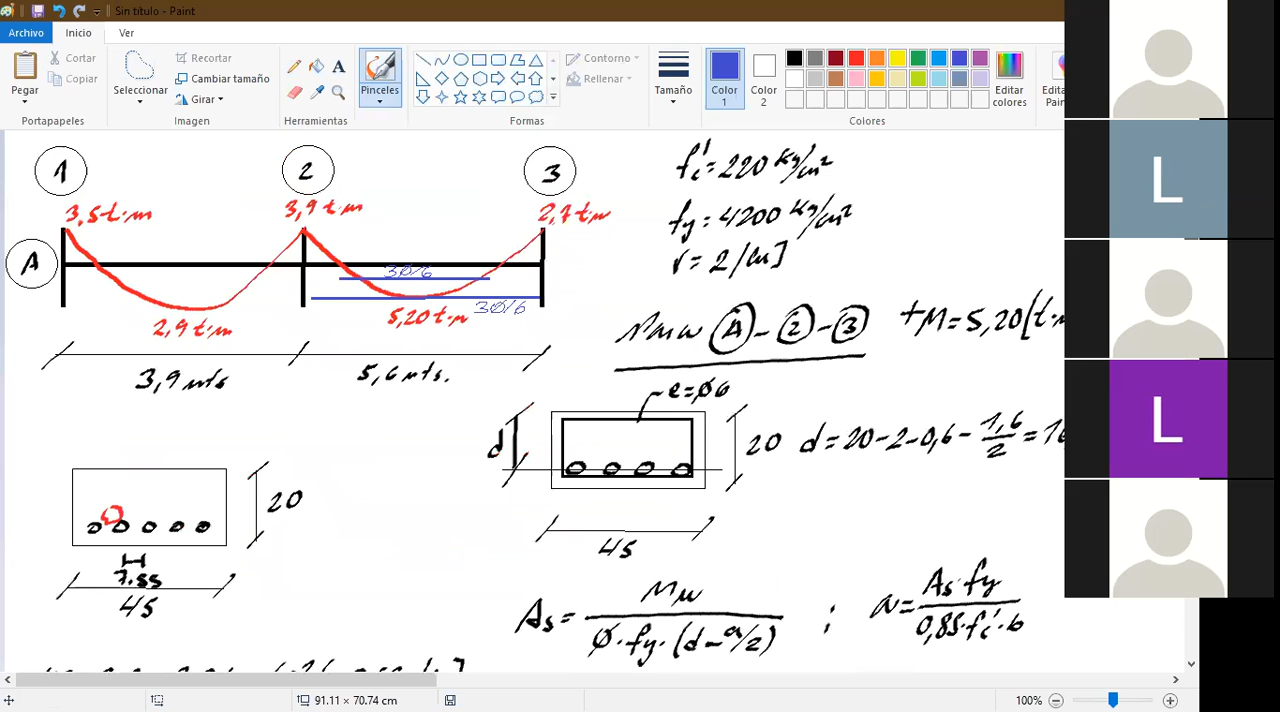 Sin título - Paint
Archivo Inicio Ver
Pegar
Cortar
Copiar
Portapapeles
Seleccionar
Recortar
Cambiar tamaño
Girar
Imagen
Herramientas
Pinceles
Formas
Contorno
Rellenar
Tamaño
Color 1
Color 2
Editar colores
Colores
1 2 3
3,5 t·m 3,9 t·m 2,7 t·m
A
3Ø16
3Ø16
2,9 t·m 5,20 t·m
3,9 mts 5,6 mts.
f'c=220 Kg/cm²
fy=4200 Kg/cm²
r=2 [cm]
Para A-2-3 +M=5,20[t·m
e=Ø6
d
20 d=20-2-0,6-1,6/2=16
45
20
7.55
45
As= Mu/Ø·fy·(d-a/2) ; a= As·fy/0,85·f'c·b
L
L
91.11 × 70.74 cm
100%